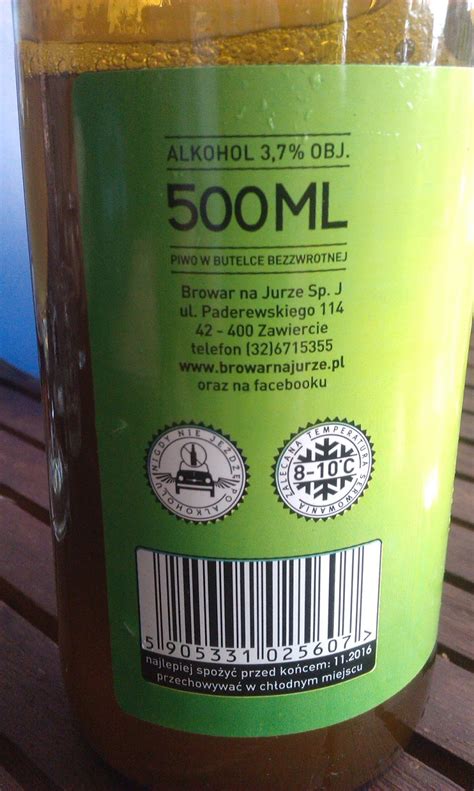 ALKOHOL 3,7% OBJ.
500ML
PIWO W BUTELCE BEZZWROTNEJ
Browar na Jurze Sp. J
ul. Paderewskiego 114
42 - 400 Zawiercie
telefon (32)6715355
www.browarnajurze.pl
oraz na facebooku
NIGDY NIE JEŹDZĘ PO ALKOHOLU
ZALECANA TEMPERATURA SERWOWANIA
8-10°C
5 905331 025607 >
najlepiej spożyć przed końcem: 11.2016
przechowywać w chłodnym miejscu